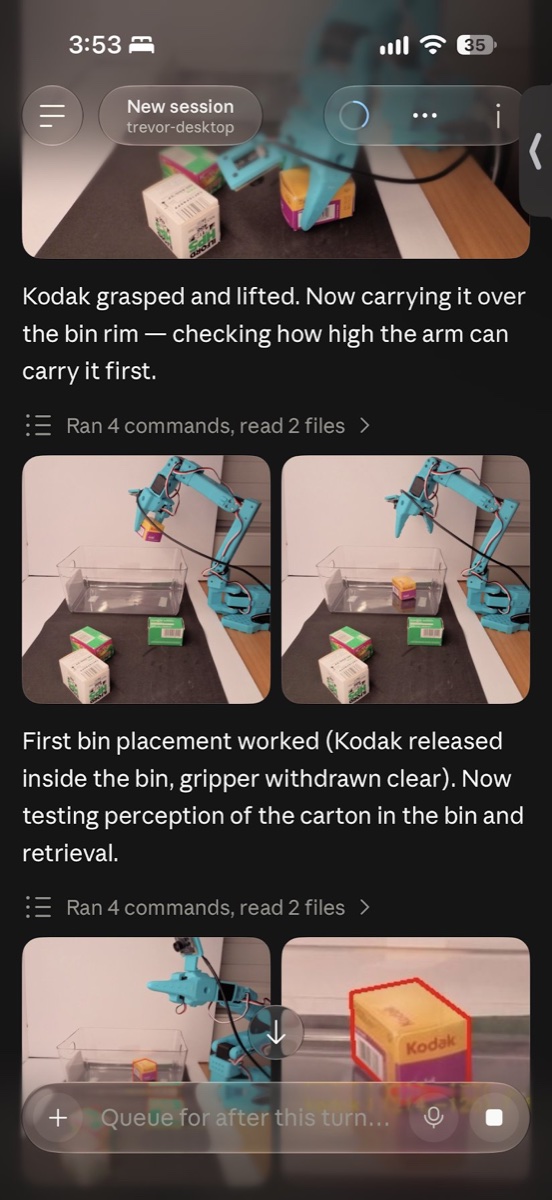 3:53
35
New session
trevor-desktop
Kodak grasped and lifted. Now carrying it over
the bin rim — checking how high the arm can
carry it first.
Ran 4 commands, read 2 files
First bin placement worked (Kodak released
inside the bin, gripper withdrawn clear). Now
testing perception of the carton in the bin and
retrieval.
Ran 4 commands, read 2 files
Kodak
Queue for after this turn...